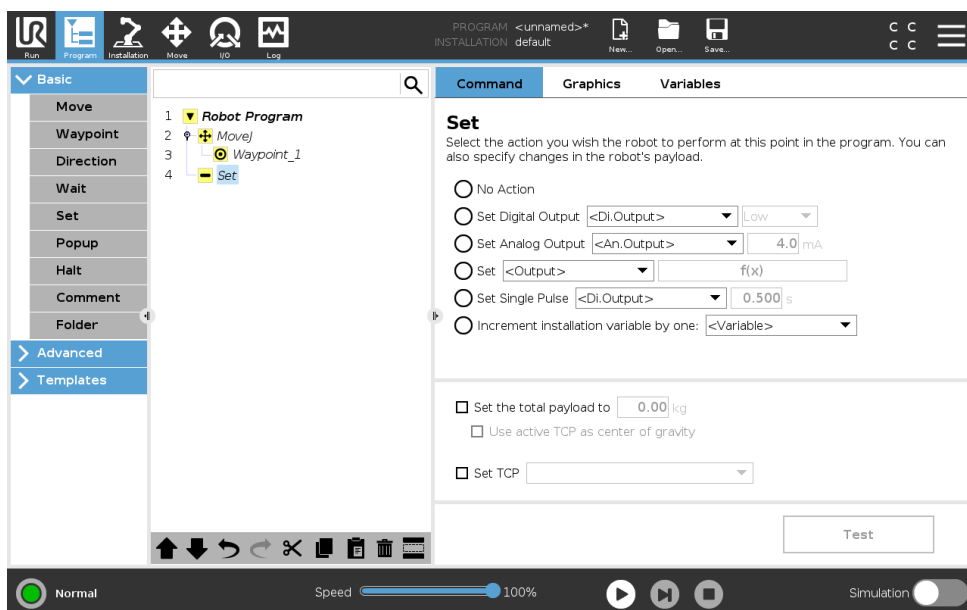 PROGRAM <unnamed>*
INSTALLATION default
UR
Run
Program
Installation
Move
I/O
Log
New...
Open...
Save...
C C
C C
Basic
Move
Waypoint
Direction
Wait
Set
Popup
Halt
Comment
Folder
Advanced
Templates
1 Robot Program
2 MoveJ
3 Waypoint_1
4 Set
Command Graphics Variables
Set
Select the action you wish the robot to perform at this point in the program. You can
also specify changes in the robot's payload.
No Action
Set Digital Output <Di.Output> Low
Set Analog Output <An.Output> 4.0 mA
Set <Output> f(x)
Set Single Pulse <Di.Output> 0.500 s
Increment installation variable by one: <Variable>
Set the total payload to 0.00 kg
Use active TCP as center of gravity
Set TCP
Test
Normal
Speed 100%
Simulation